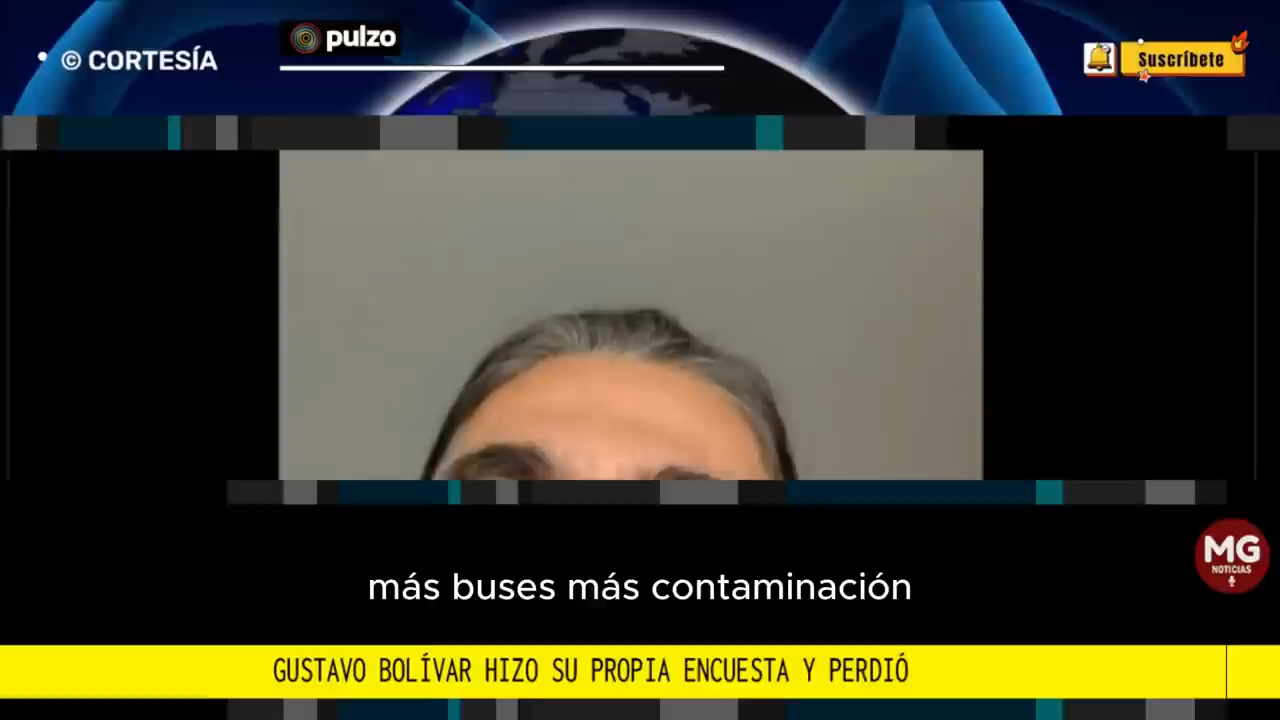 © CORTESÍA
pulzo
Suscríbete
más buses más contaminación
MG
NOTICIAS
GUSTAVO BOLÍVAR HIZO SU PROPIA ENCUESTA Y PERDIÓ